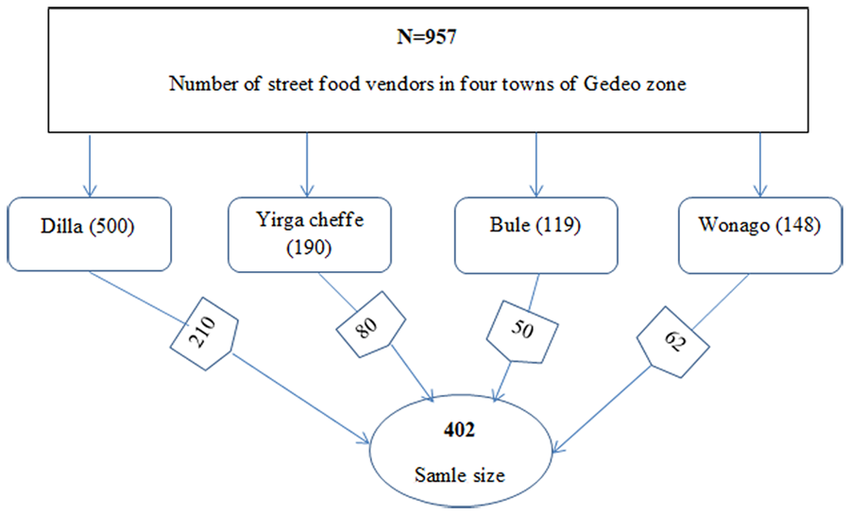 N=957
Number of street food vendors in four towns of Gedeo zone
Dilla (500)
Yirga cheffe
(190)
Bule (119)
Wonago (148)
210
80
50
62
402
Samle size